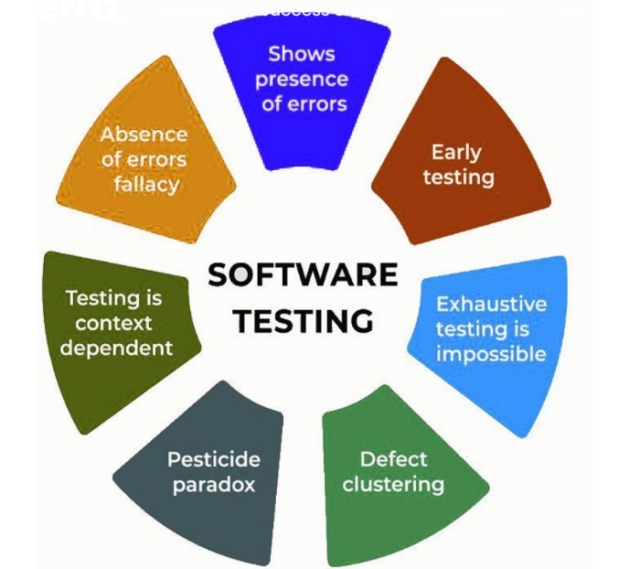 Shows
presence
of errors
Early
testing
Exhaustive
testing is
impossible
Defect
clustering
Pesticide
paradox
Testing is
context
dependent
Absence
of errors
fallacy
SOFTWARE
TESTING